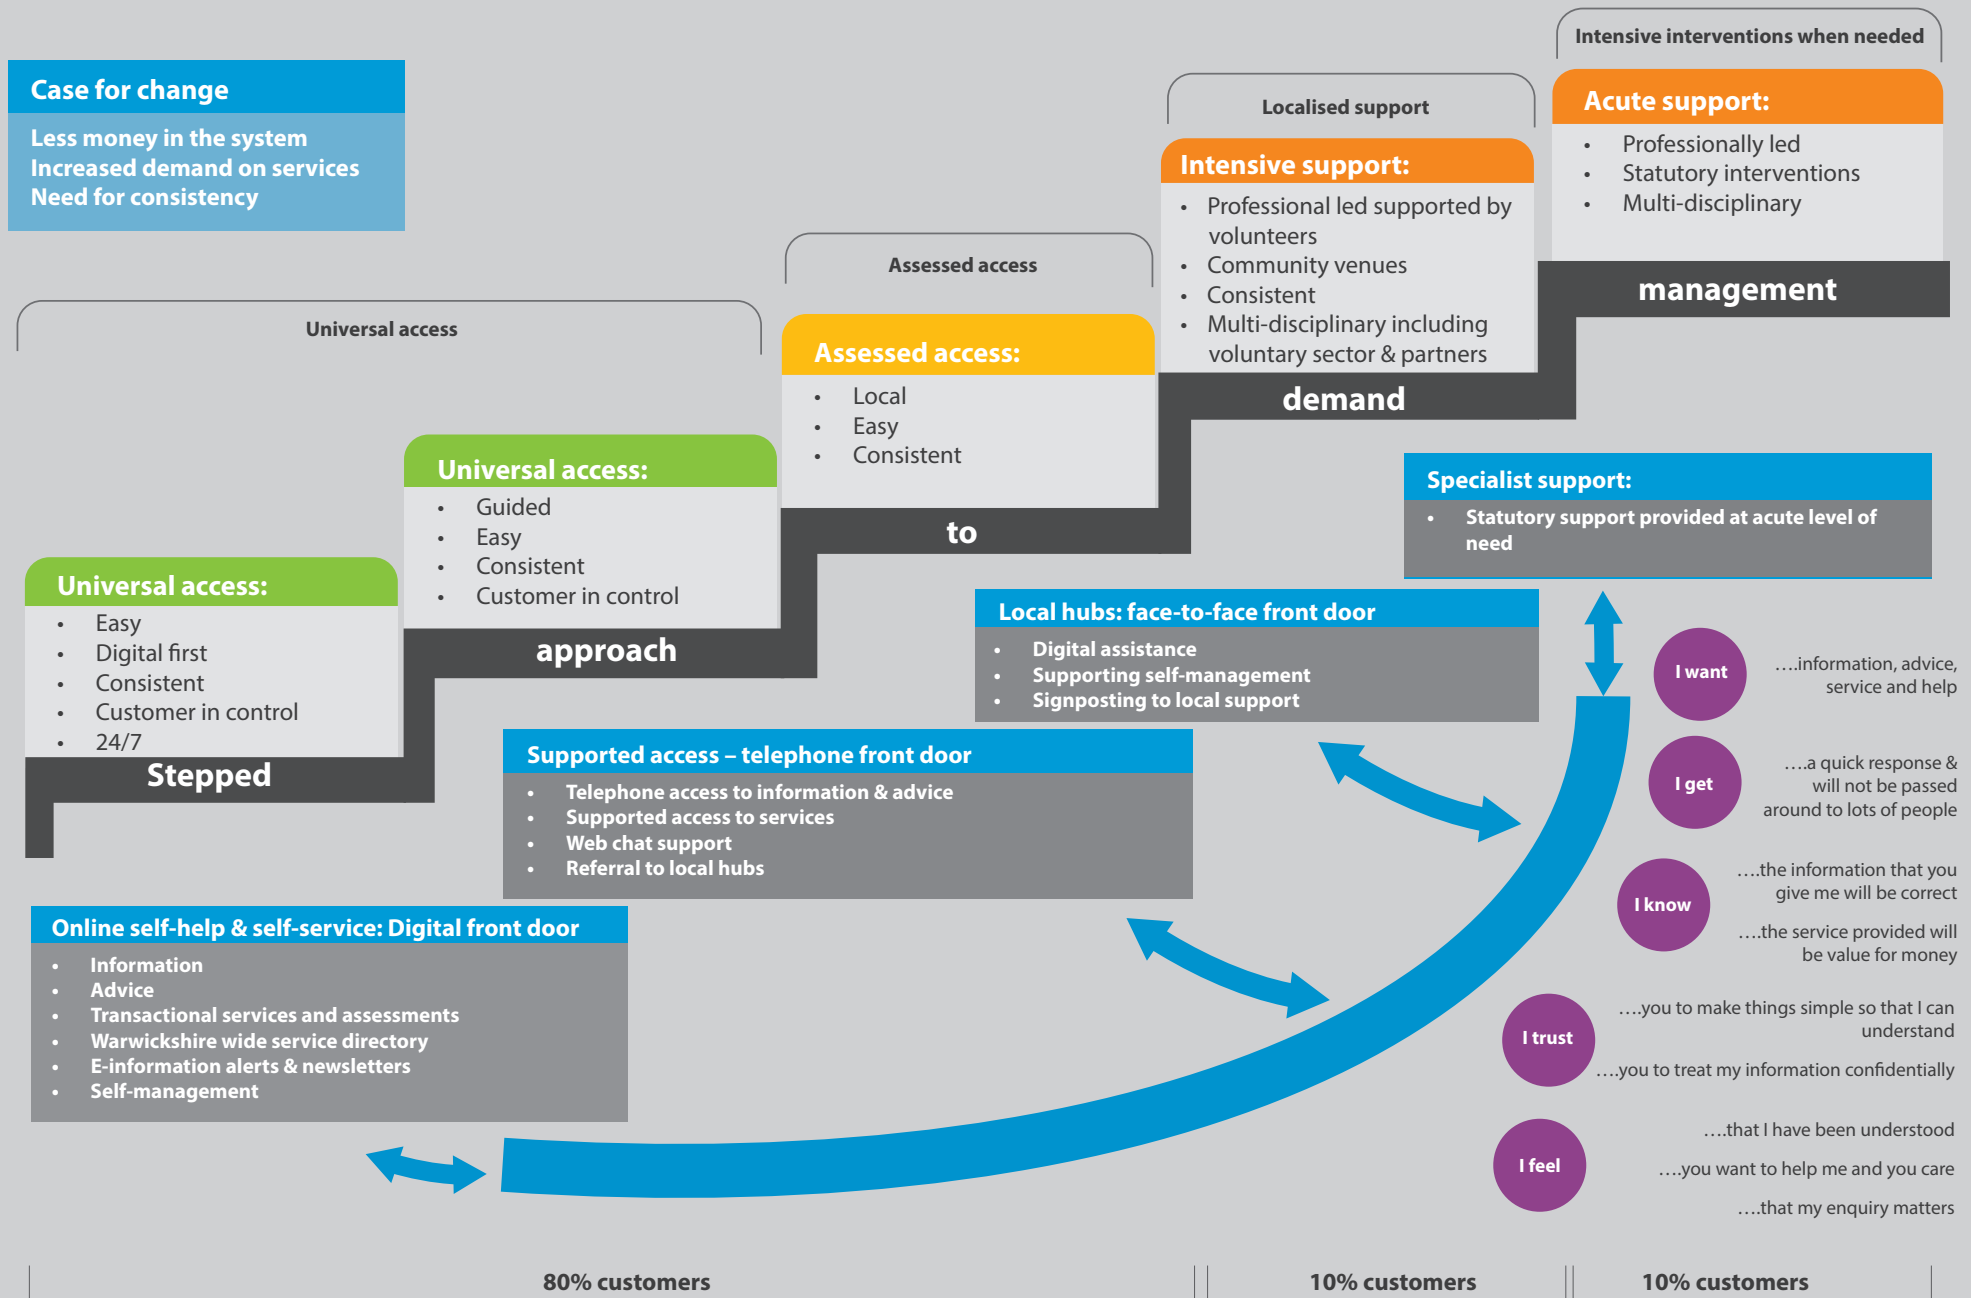 Case for change
Less money in the system
Increased demand on services
Need for consistency
Universal access
Universal access:
• Easy
• Digital first
• Consistent
• Customer in control
• 24/7
Universal access:
• Guided
• Easy
• Consistent
• Customer in control
Assessed access
Assessed access:
• Local
• Easy
• Consistent
Localised support
Intensive support:
• Professional led supported by
volunteers
• Community venues
• Consistent
• Multi-disciplinary including
voluntary sector & partners
Intensive interventions when needed
Acute support:
• Professionally led
• Statutory interventions
• Multi-disciplinary
Stepped
approach
to
demand
management
Online self-help & self-service: Digital front door
• Information
• Advice
• Transactional services and assessments
• Warwickshire wide service directory
• E-information alerts & newsletters
• Self-management
Supported access – telephone front door
• Telephone access to information & advice
• Supported access to services
• Web chat support
• Referral to local hubs
Local hubs: face-to-face front door
• Digital assistance
• Supporting self-management
• Signposting to local support
Specialist support:
• Statutory support provided at acute level of
need
I want
….information, advice,
service and help
I get
….a quick response &
will not be passed
around to lots of people
I know
….the information that you
give me will be correct
….the service provided will
be value for money
I trust
….you to make things simple so that I can
understand
….you to treat my information confidentially
I feel
….that I have been understood
….you want to help me and you care
….that my enquiry matters
80% customers
10% customers
10% customers